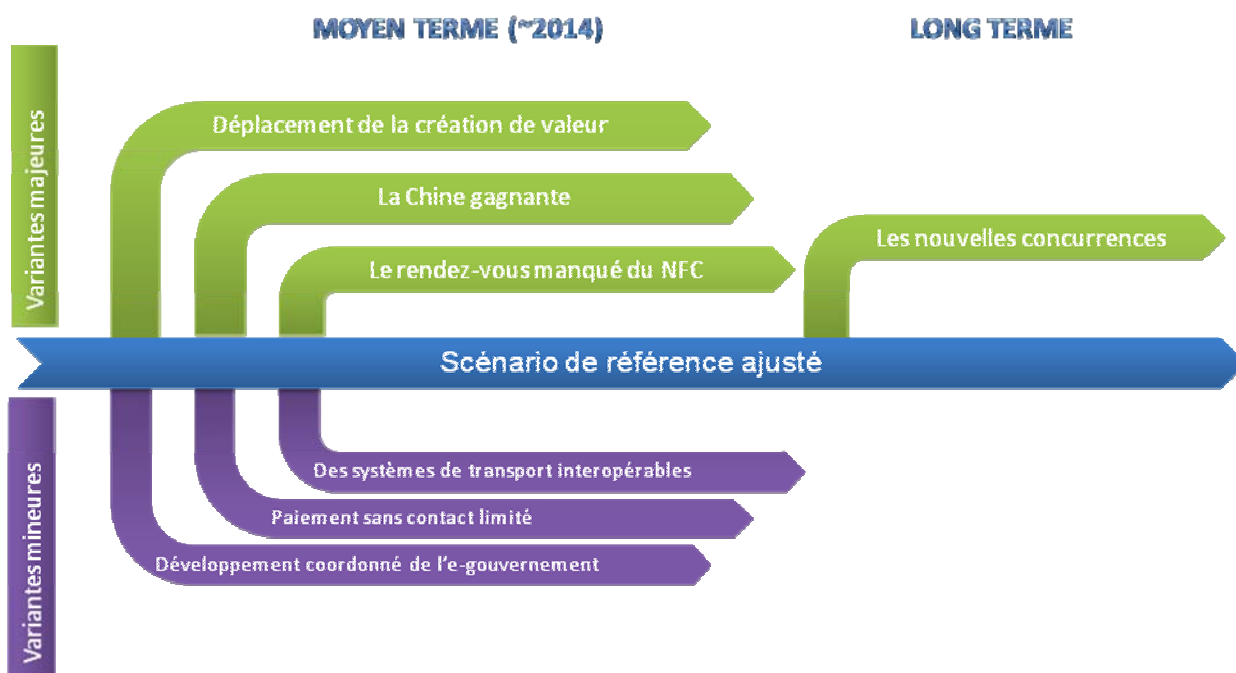 MOYEN TERME (~2014)
LONG TERME
Variantes majeures
Déplacement de la création de valeur
La Chine gagnante
Les nouvelles concurrences
Le rendez-vous manqué du NFC
Scénario de référence ajusté
Variantes mineures
Des systèmes de transport interopérables
Paiement sans contact limité
Développement coordonné de l'e-gouvernement